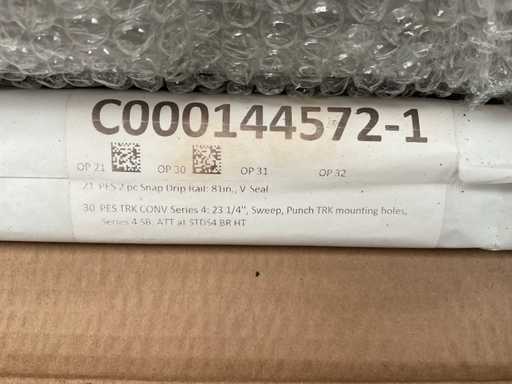 C000144572-1
OP 21 OP 30 OP 31 OP 32
21 PES 2 pc Snap Drip Rail: 81in., V-Seal
30 PES TRK CONV Series 4: 23 1/4", Sweep, Punch TRK mounting holes,
Series 4 SB, ATT at STDS4 BR HT